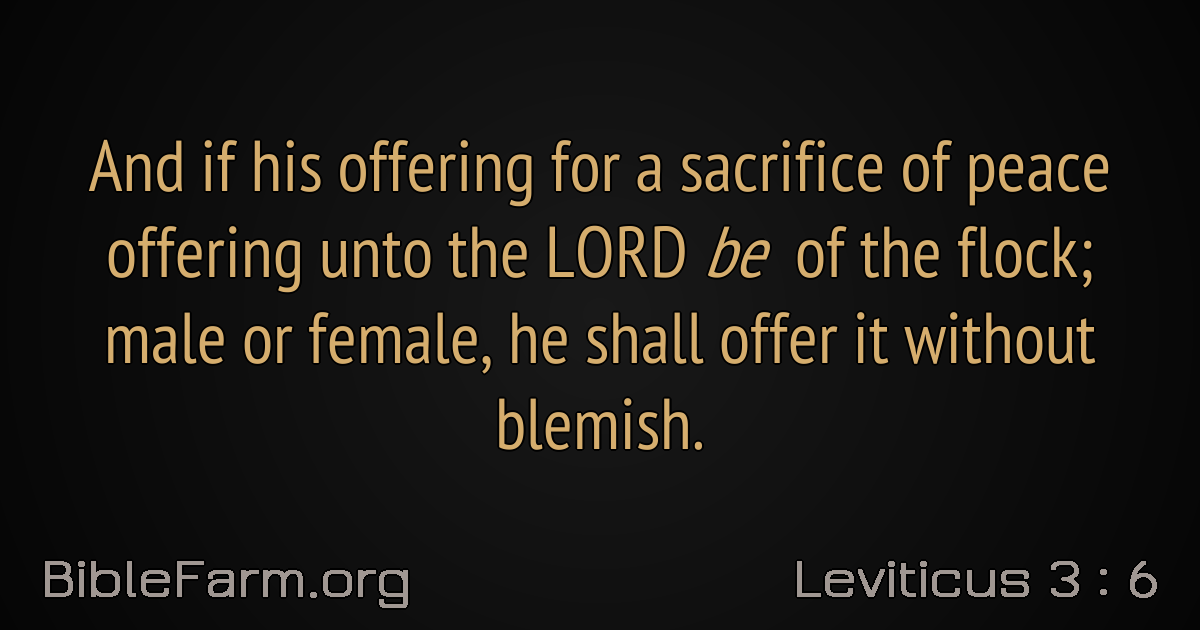 And if his offering for a sacrifice of peace
offering unto the LORD be of the flock;
male or female, he shall offer it without
blemish.
BibleFarm.org
Leviticus 3 : 6